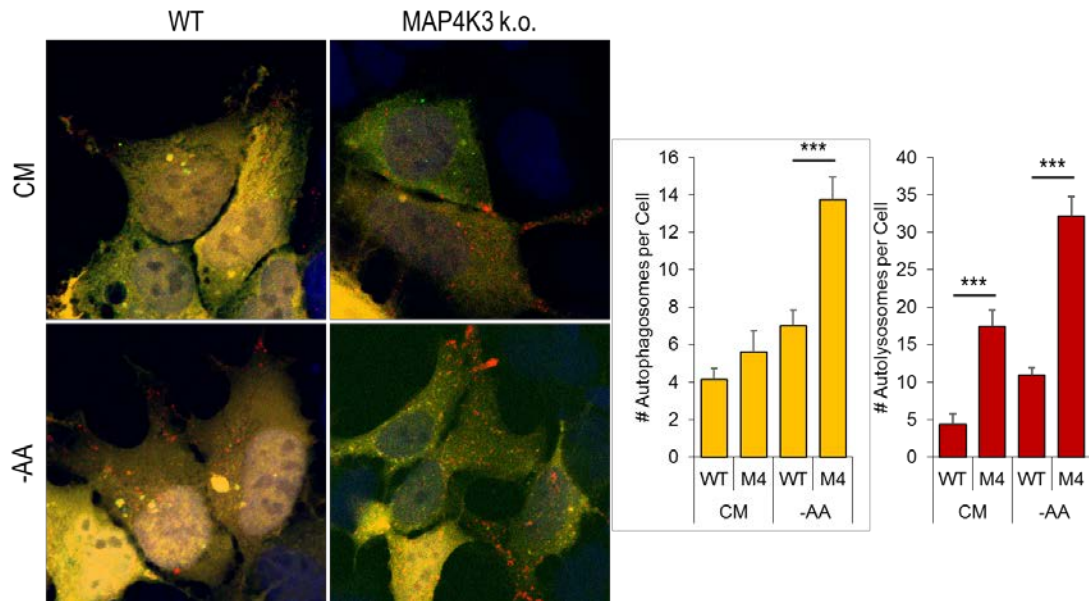 WT
MAP4K3 k.o.
CM
-AA
# Autophagosomes per Cell
16
14
12
10
8
6
4
2
0
***
WT M4 WT M4
CM -AA
# Autolysosomes per Cell
40
35
30
25
20
15
10
5
0
***
***
WT M4 WT M4
CM -AA